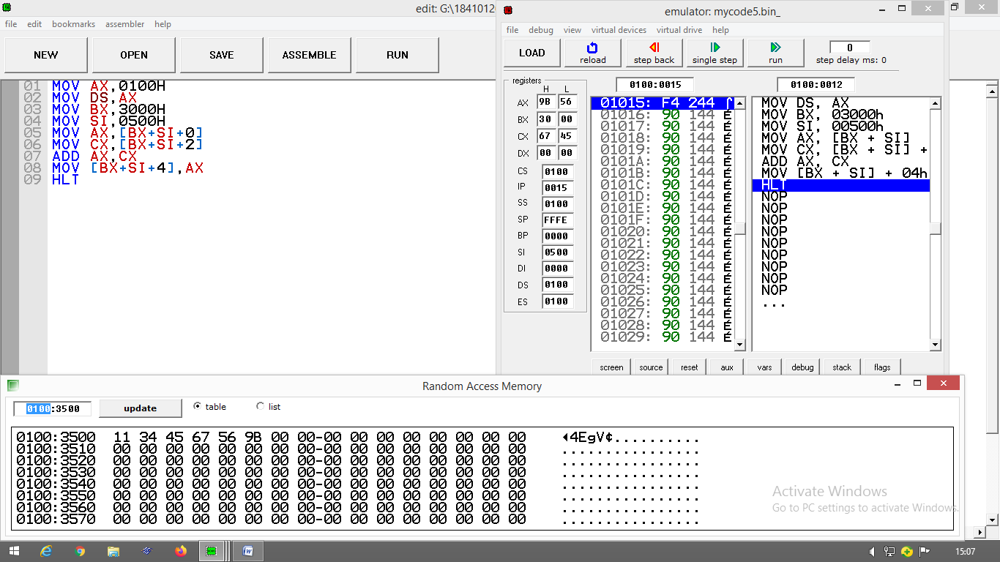 edit: G:\1841012
file edit bookmarks assembler help
NEW OPEN SAVE ASSEMBLE RUN
01 MOV AX,0100H
02 MOV DS,AX
03 MOV BX,3000H
04 MOV SI,0500H
05 MOV AX,[BX+SI+0]
06 MOV CX,[BX+SI+2]
07 ADD AX,CX
08 MOV [BX+SI+4],AX
09 HLT
emulator: mycode5.bin_
file debug view virtual devices virtual drive help
LOAD reload step back single step run 0
step delay ms: 0
registers
H L
AX 9B 56
BX 30 00
CX 67 45
DX 00 00
CS 0100
IP 0015
SS 0100
SP FFFE
BP 0000
SI 0500
DI 0000
DS 0100
ES 0100
0100:0015
01015: F4 244 ⌠
01016: 90 144 É
01017: 90 144 É
01018: 90 144 É
01019: 90 144 É
0101A: 90 144 É
0101B: 90 144 É
0101C: 90 144 É
0101D: 90 144 É
0101E: 90 144 É
0101F: 90 144 É
01020: 90 144 É
01021: 90 144 É
01022: 90 144 É
01023: 90 144 É
01024: 90 144 É
01025: 90 144 É
01026: 90 144 É
01027: 90 144 É
01028: 90 144 É
01029: 90 144 É
0100:0012
MOV DS, AX
MOV BX, 03000h
MOV SI, 00500h
MOV AX, [BX + SI]
MOV CX, [BX + SI] +
ADD AX, CX
MOV [BX + SI] + 04h
HLT
NOP
NOP
NOP
NOP
NOP
NOP
NOP
NOP
NOP
...
screen source reset aux vars debug stack flags
Random Access Memory
0100:3500 update table list
0100:3500 11 34 45 67 56 9B 00 00-00 00 00 00 00 00 00 00 ◄4EgV¢..........
0100:3510 00 00 00 00 00 00 00 00-00 00 00 00 00 00 00 00 ................
0100:3520 00 00 00 00 00 00 00 00-00 00 00 00 00 00 00 00 ................
0100:3530 00 00 00 00 00 00 00 00-00 00 00 00 00 00 00 00 ................
0100:3540 00 00 00 00 00 00 00 00-00 00 00 00 00 00 00 00 ................
0100:3550 00 00 00 00 00 00 00 00-00 00 00 00 00 00 00 00 ................
0100:3560 00 00 00 00 00 00 00 00-00 00 00 00 00 00 00 00 ................
0100:3570 00 00 00 00 00 00 00 00-00 00 00 00 00 00 00 00 ................
Activate Windows
Go to PC settings to activate Windows.
15:07